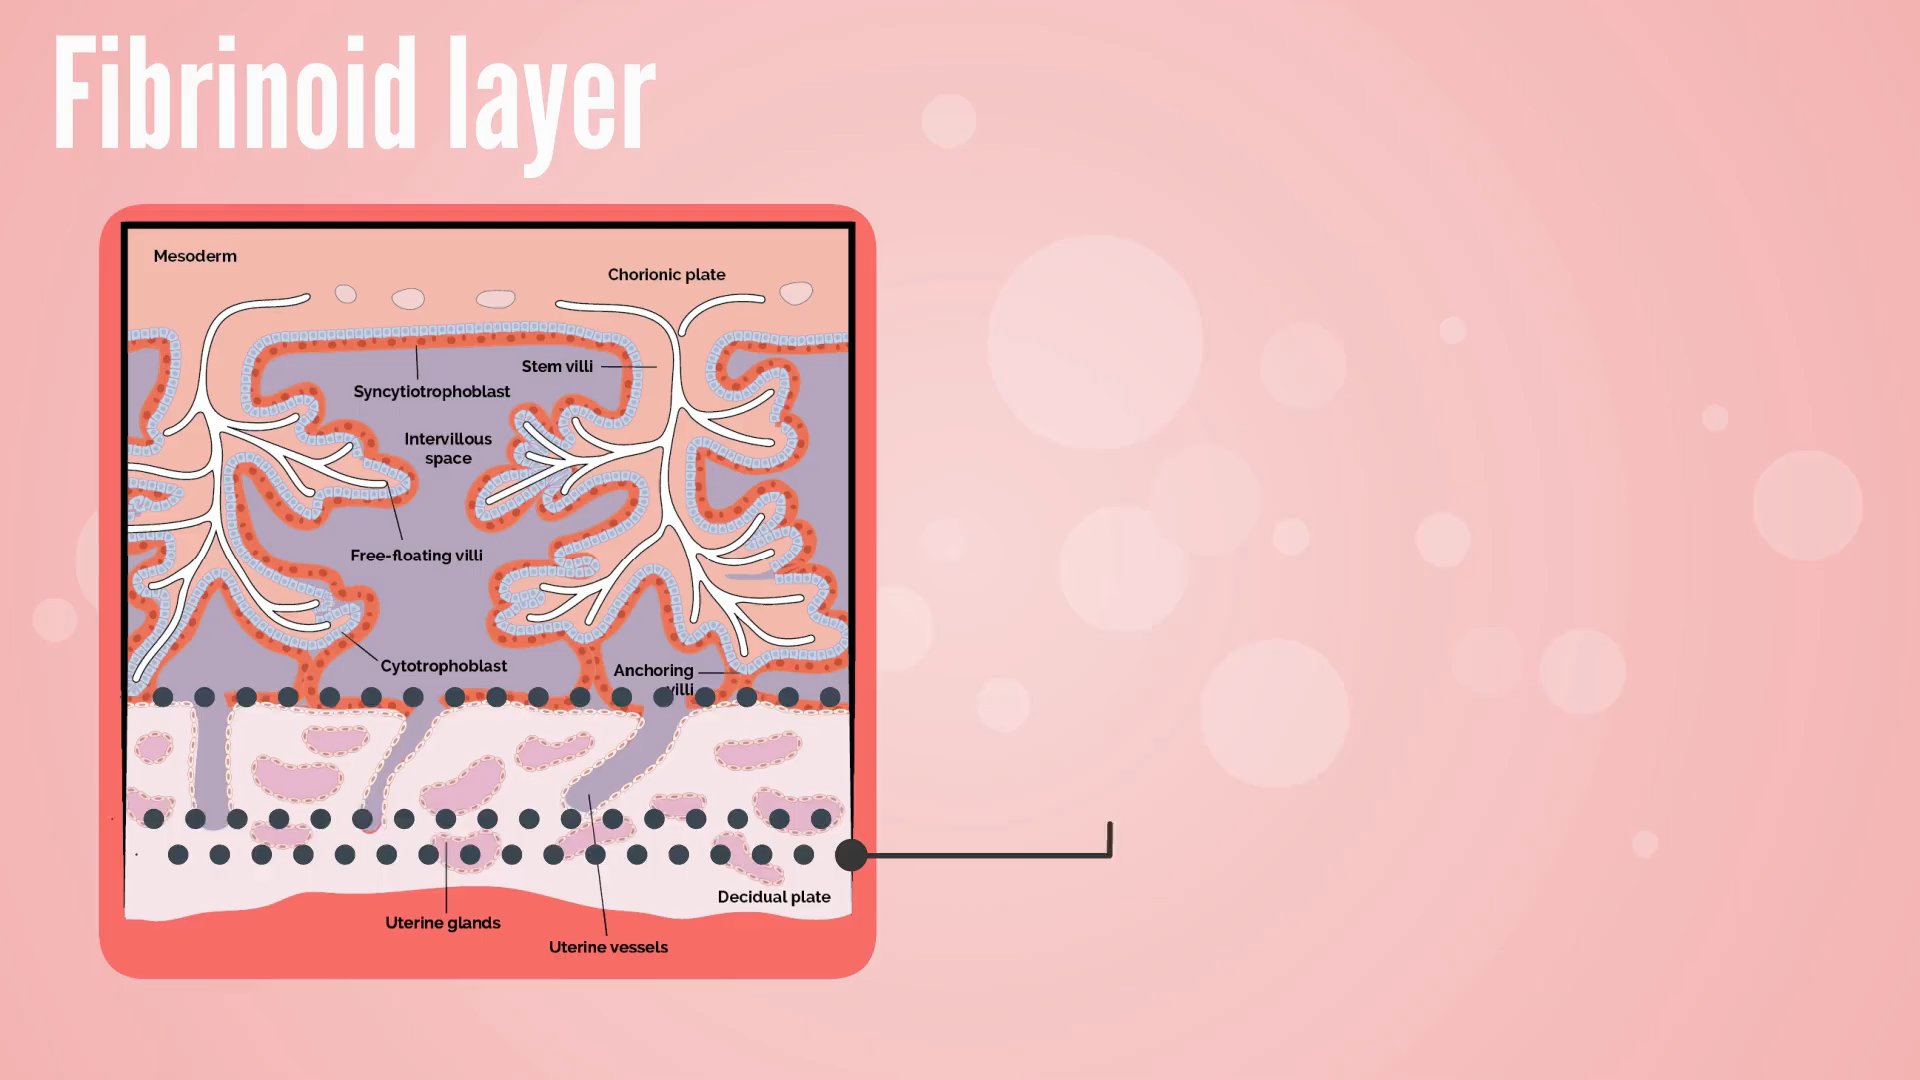 Fibrinoid layer
Mesoderm
Chorionic plate
Stem villi
Syncytiotrophoblast
Intervillous
space
Free-floating villi
Cytotrophoblast
Anchoring
villi
Decidual plate
Uterine glands
Uterine vessels